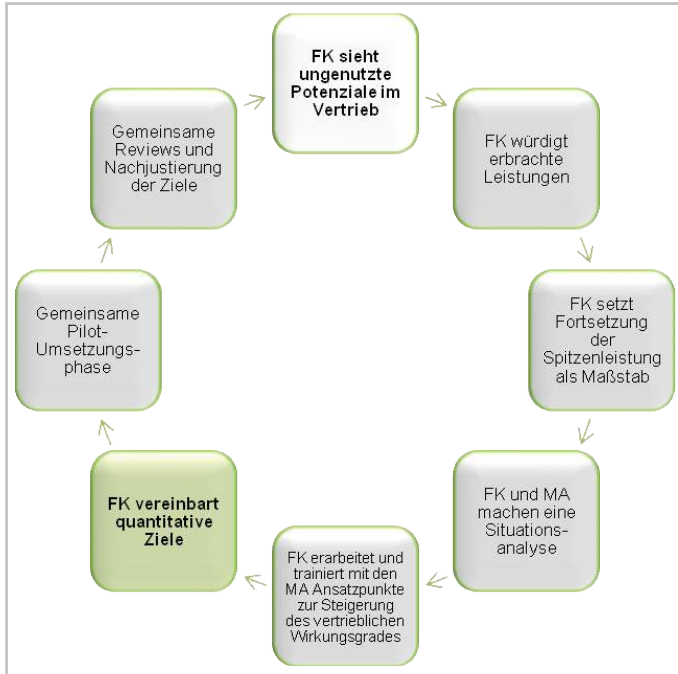 FK sieht
ungenutzte
Potenziale im
Vertrieb
FK würdigt
erbrachte
Leistungen
FK setzt
Fortsetzung
der
Spitzenleistung
als Maßstab
FK und MA
machen eine
Situations-
analyse
FK erarbeitet und
trainiert mit den
MA Ansatzpunkte
zur Steigerung
des vertrieblichen
Wirkungsgrades
FK vereinbart
quantitative
Ziele
Gemeinsame
Pilot-
Umsetzungs-
phase
Gemeinsame
Reviews und
Nachjustierung
der Ziele